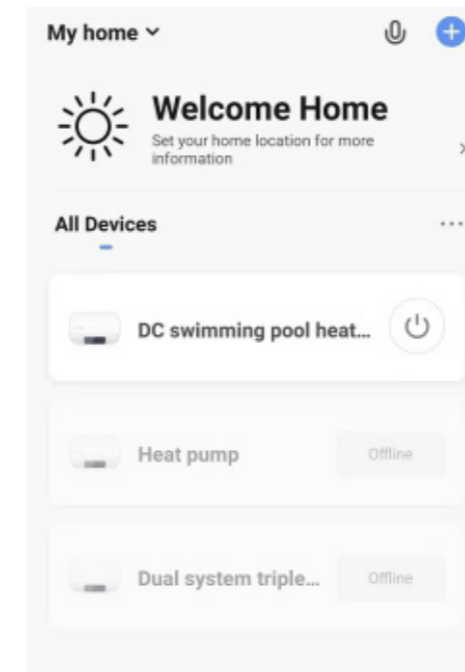 My home
Welcome Home
Set your home location for more
information
All Devices
DC swimming pool heat...
Heat pump
Offline
Dual system triple...
Offline